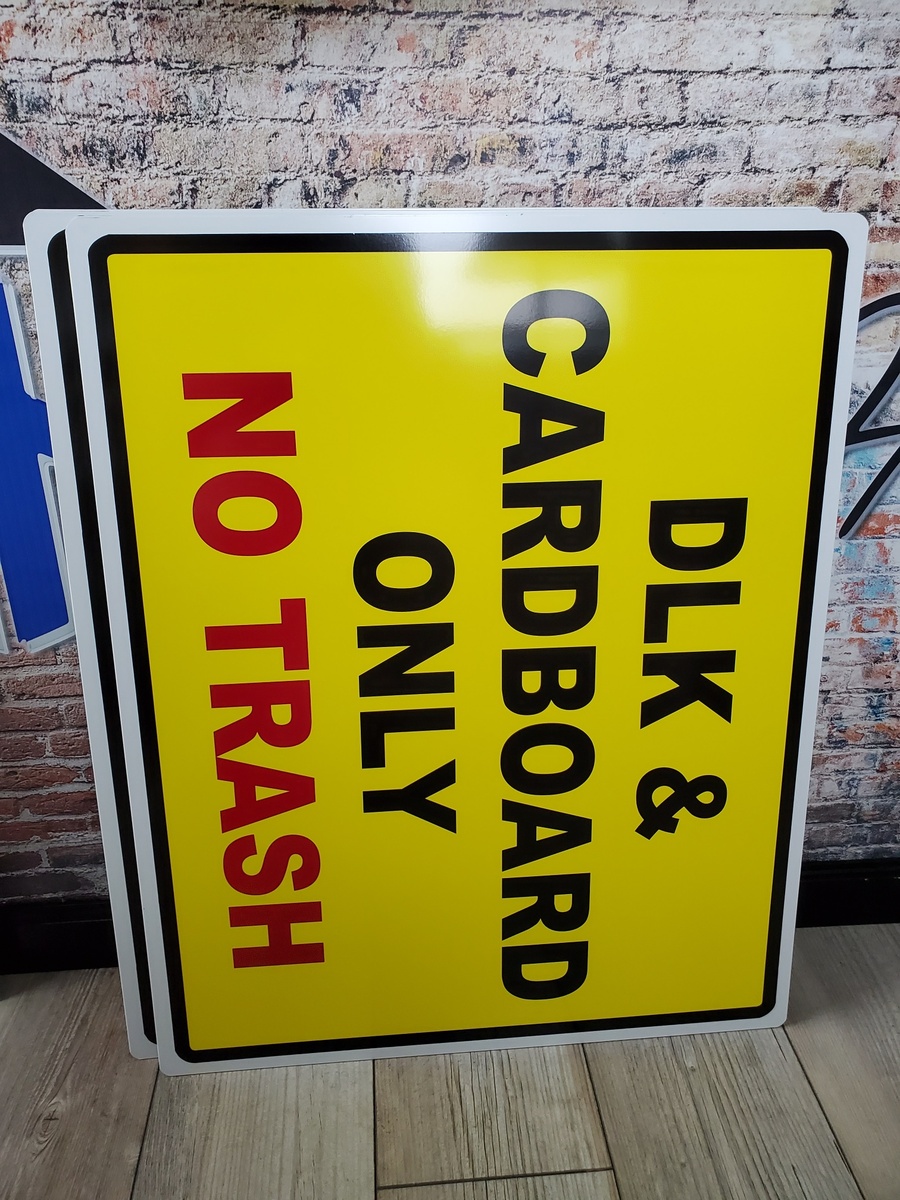 DLK &
CARDBOARD
ONLY
NO TRASH